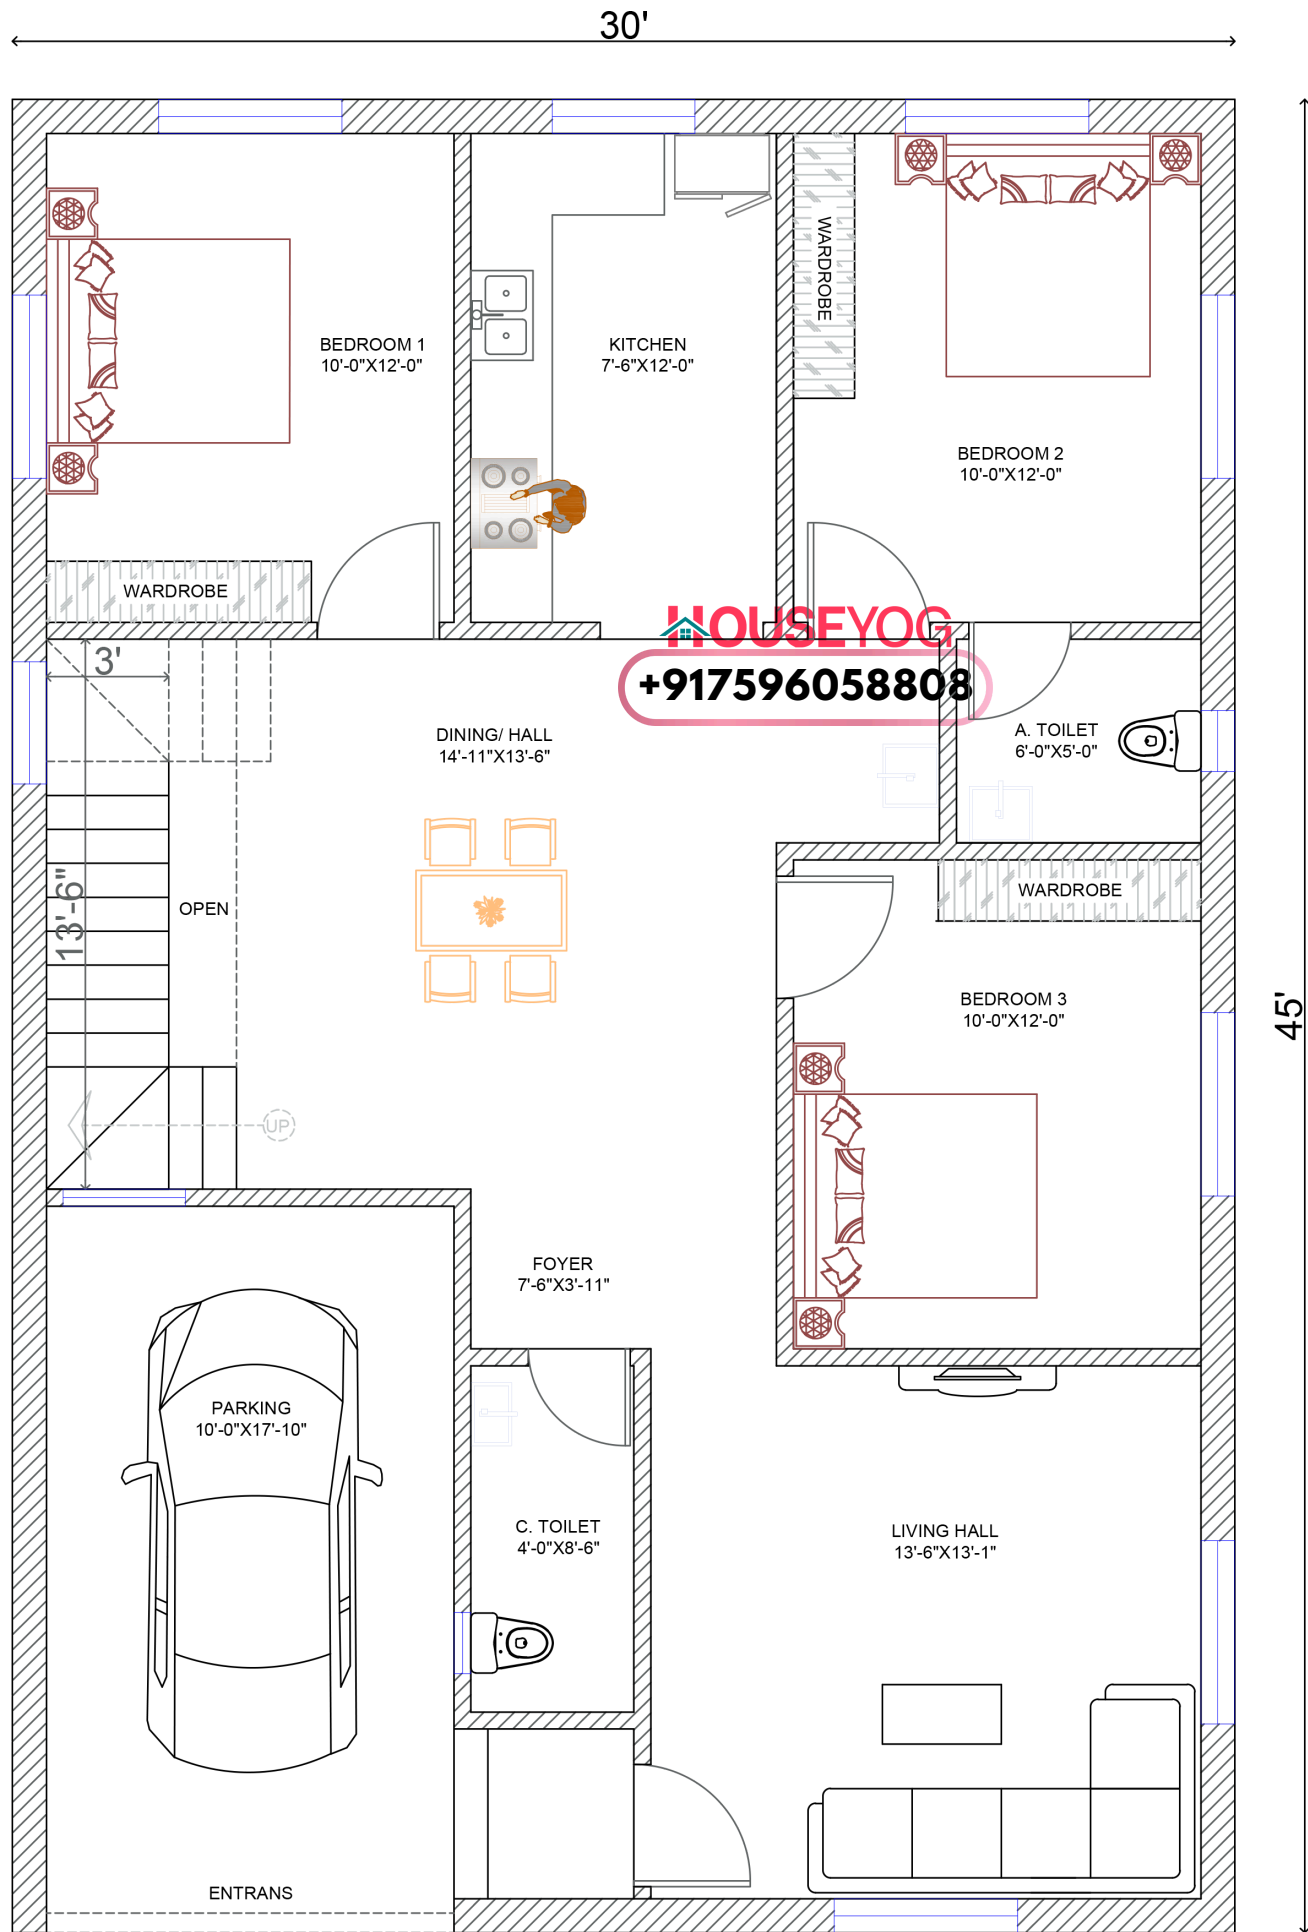 30'
BEDROOM 1
10'-0"X12'-0"
KITCHEN
7'-6"X12'-0"
WARDROBE
BEDROOM 2
10'-0"X12'-0"
WARDROBE
HOUSEYOG
+917596058808
3'
DINING/ HALL
14'-11"X13'-6"
A. TOILET
6'-0"X5'-0"
WARDROBE
13'-6"
OPEN
BEDROOM 3
10'-0"X12'-0"
45'
UP
FOYER
7'-6"X3'-11"
PARKING
10'-0"X17'-10"
C. TOILET
4'-0"X8'-6"
LIVING HALL
13'-6"X13'-1"
ENTRANS